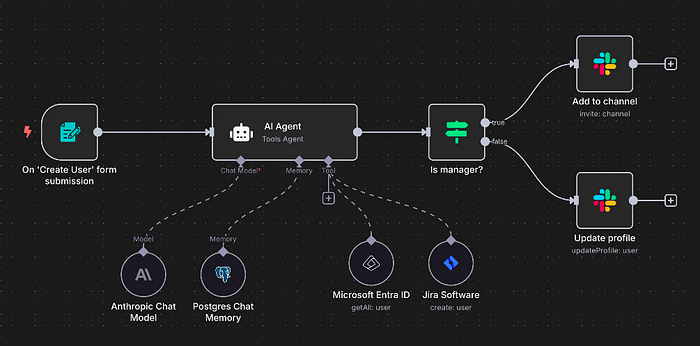 On 'Create User' form
submission
AI Agent
Tools Agent
Chat Model*
Memory
Tool
Is manager?
true
false
Add to channel
invite: channel
Update profile
updateProfile: user
Model
Anthropic Chat
Model
Memory
Postgres Chat
Memory
Microsoft Entra ID
getAll: user
Jira Software
create: user